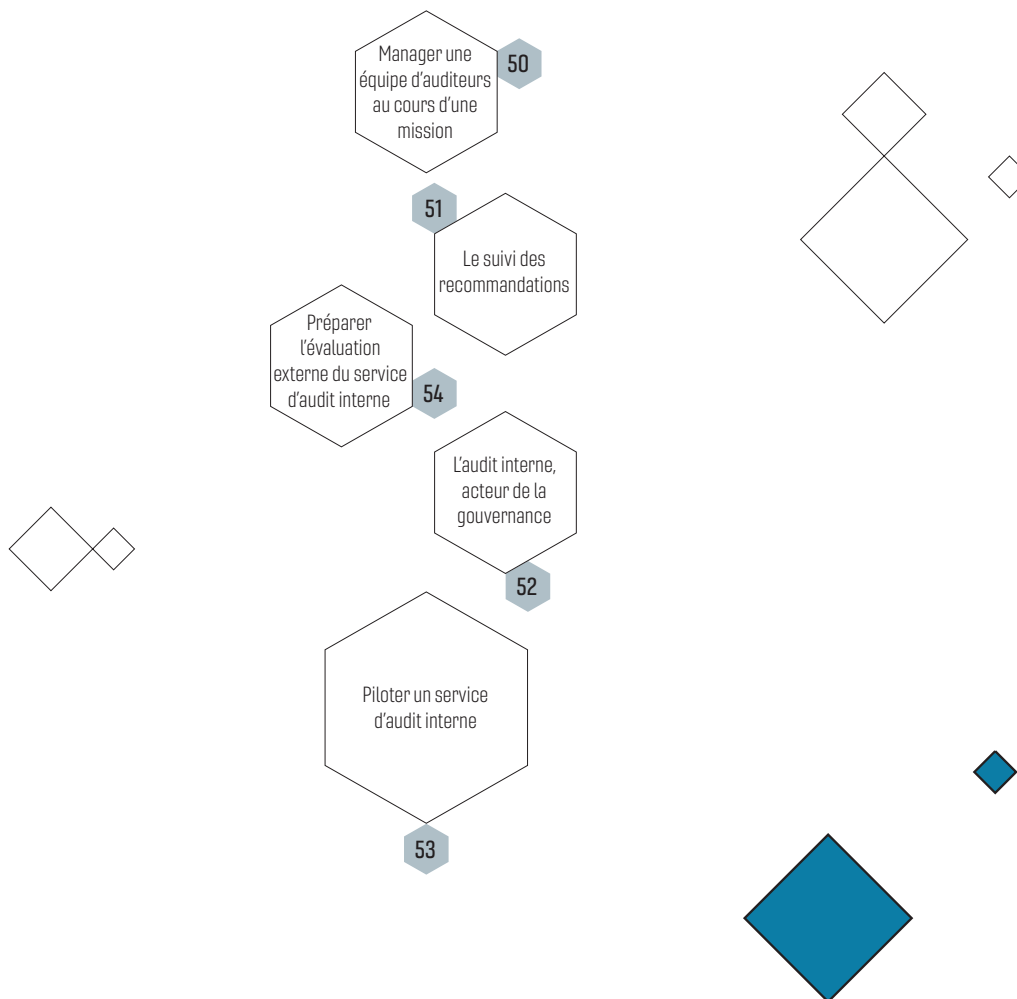 Manager une
équipe d'auditeurs
au cours d'une
mission
50
51
Le suivi des
recommandations
Préparer
l'évaluation
externe du service
d'audit interne
54
L'audit interne,
acteur de la
gouvernance
52
Piloter un service
d'audit interne
53